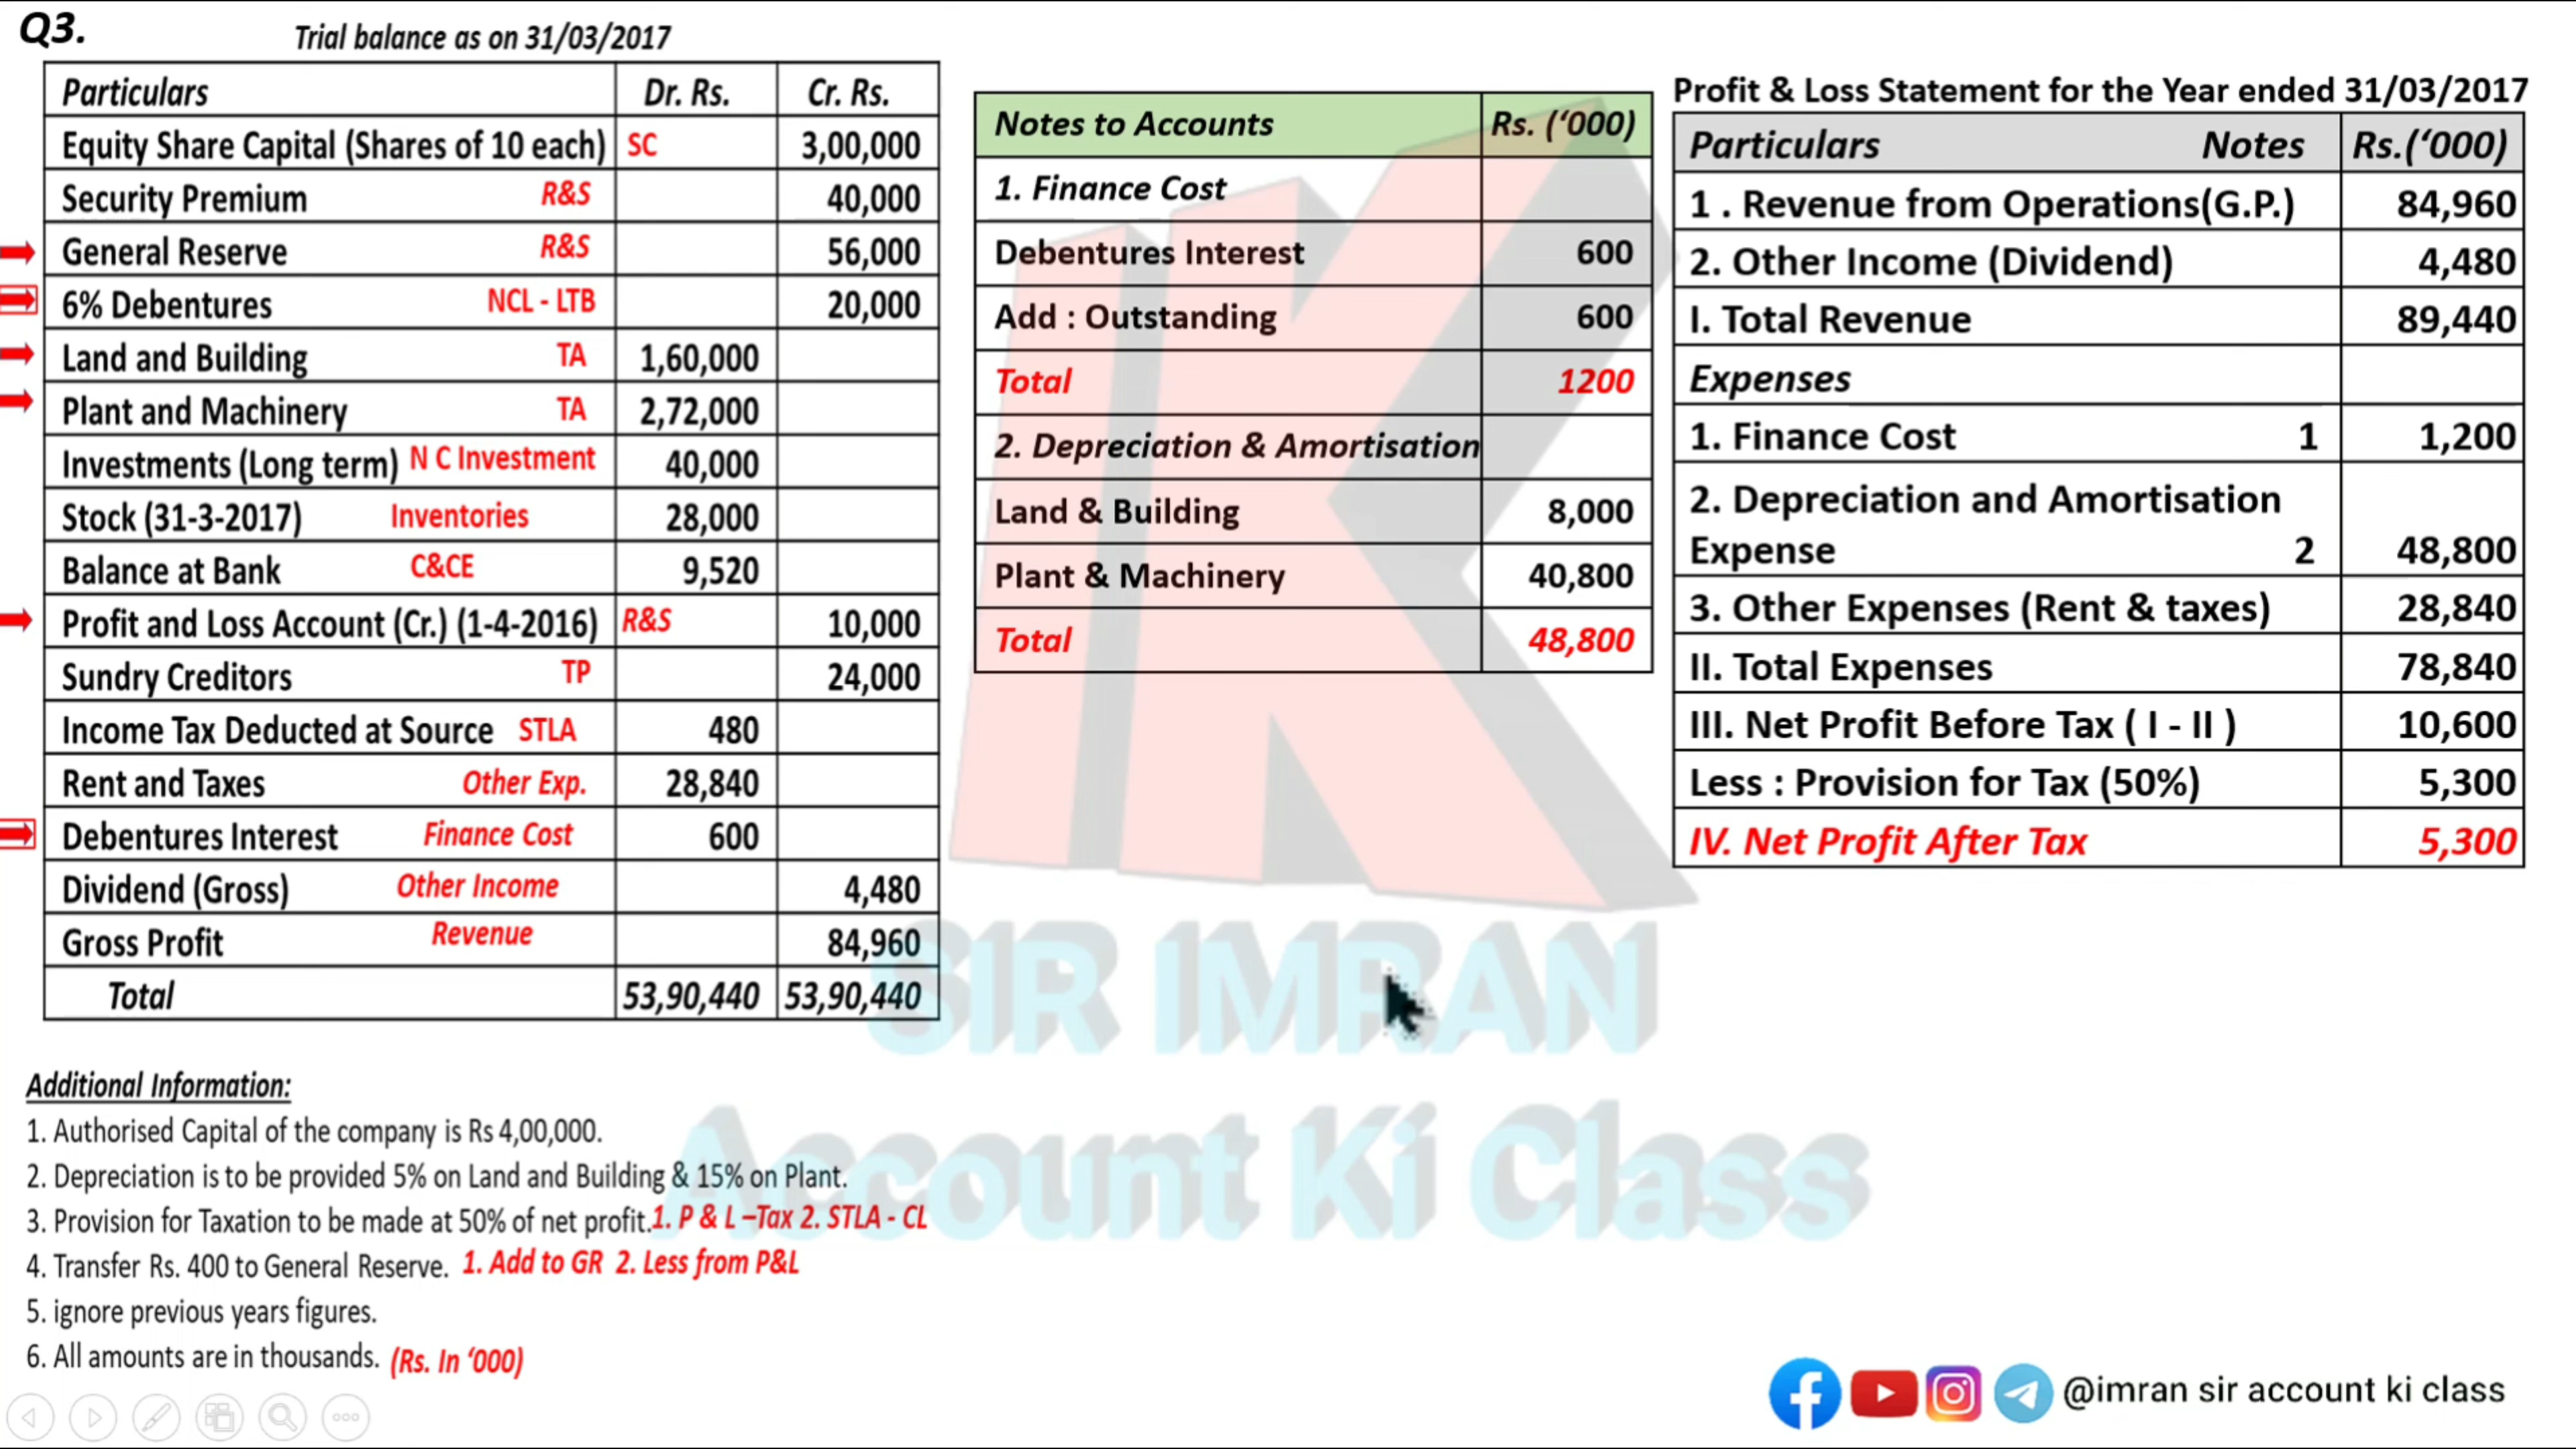 Q3.
Trial balance as on 31/03/2017
Particulars Dr. Rs. Cr. Rs.
Equity Share Capital (Shares of 10 each) SC 3,00,000
Security Premium R&S 40,000
General Reserve R&S 56,000
6% Debentures NCL - LTB 20,000
Land and Building TA 1,60,000
Plant and Machinery TA 2,72,000
Investments (Long term) N C Investment 40,000
Stock (31-3-2017) Inventories 28,000
Balance at Bank C&CE 9,520
Profit and Loss Account (Cr.) (1-4-2016) R&S 10,000
Sundry Creditors TP 24,000
Income Tax Deducted at Source STLA 480
Rent and Taxes Other Exp. 28,840
Debentures Interest Finance Cost 600
Dividend (Gross) Other Income 4,480
Gross Profit Revenue 84,960
Total 53,90,440 53,90,440
Additional Information:
1. Authorised Capital of the company is Rs 4,00,000.
2. Depreciation is to be provided 5% on Land and Building & 15% on Plant.
3. Provision for Taxation to be made at 50% of net profit. 1. P & L –Tax 2. STLA - CL
4. Transfer Rs. 400 to General Reserve. 1. Add to GR 2. Less from P&L
5. ignore previous years figures.
6. All amounts are in thousands. (Rs. In ‘000)
Notes to Accounts Rs. (‘000)
1. Finance Cost
Debentures Interest 600
Add : Outstanding 600
Total 1200
2. Depreciation & Amortisation
Land & Building 8,000
Plant & Machinery 40,800
Total 48,800
Profit & Loss Statement for the Year ended 31/03/2017
Particulars Notes Rs.(‘000)
1 . Revenue from Operations(G.P.) 84,960
2. Other Income (Dividend) 4,480
I. Total Revenue 89,440
Expenses
1. Finance Cost 1 1,200
2. Depreciation and Amortisation
Expense 2 48,800
3. Other Expenses (Rent & taxes) 28,840
II. Total Expenses 78,840
III. Net Profit Before Tax ( I - II ) 10,600
Less : Provision for Tax (50%) 5,300
IV. Net Profit After Tax 5,300
SIR IMRAN
Account Ki Class
@imran sir account ki class